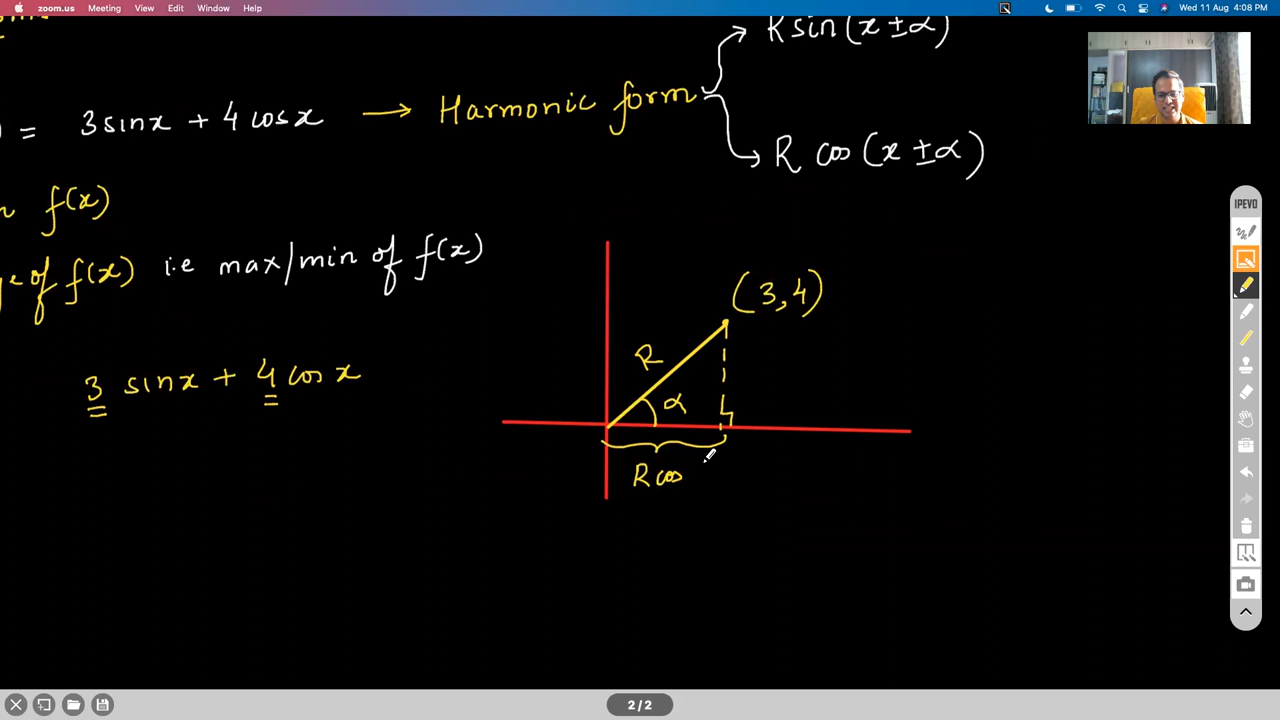 zoom.us Meeting View Edit Window Help Wed 11 Aug 4:08 PM
sin(x ± α)
= 3 sin x + 4 cos x → Harmonic form
R cos (x ± α)
f(x)
of f(x) i.e max/min of f(x)
(3, 4)
R
3 sin x + 4 cos x
α
R cos
IPEVO
2/2